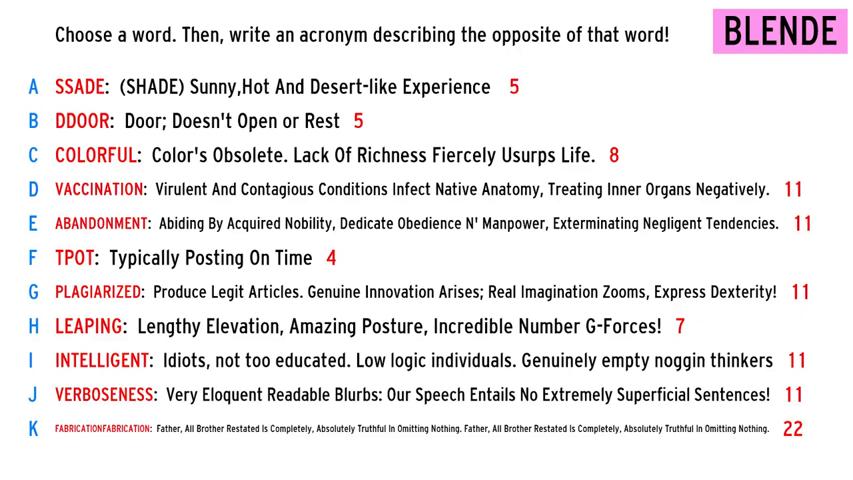 Choose a word. Then, write an acronym describing the opposite of that word!
BLENDE
A SSADE: (SHADE) Sunny,Hot And Desert-like Experience 5
B DDOOR: Door; Doesn't Open or Rest 5
C COLORFUL: Color's Obsolete. Lack Of Richness Fiercely Usurps Life. 8
D VACCINATION: Virulent And Contagious Conditions Infect Native Anatomy, Treating Inner Organs Negatively. 11
E ABANDONMENT: Abiding By Acquired Nobility, Dedicate Obedience N' Manpower, Exterminating Negligent Tendencies. 11
F TPOT: Typically Posting On Time 4
G PLAGIARIZED: Produce Legit Articles. Genuine Innovation Arises; Real Imagination Zooms, Express Dexterity! 11
H LEAPING: Lengthy Elevation, Amazing Posture, Incredible Number G-Forces! 7
I INTELLIGENT: Idiots, not too educated. Low logic individuals. Genuinely empty noggin thinkers 11
J VERBOSENESS: Very Eloquent Readable Blurbs: Our Speech Entails No Extremely Superficial Sentences! 11
K FABRICATIONFABRICATION: Father, All Brother Restated Is Completely, Absolutely Truthful In Omitting Nothing. Father, All Brother Restated Is Completely, Absolutely Truthful In Omitting Nothing. 22